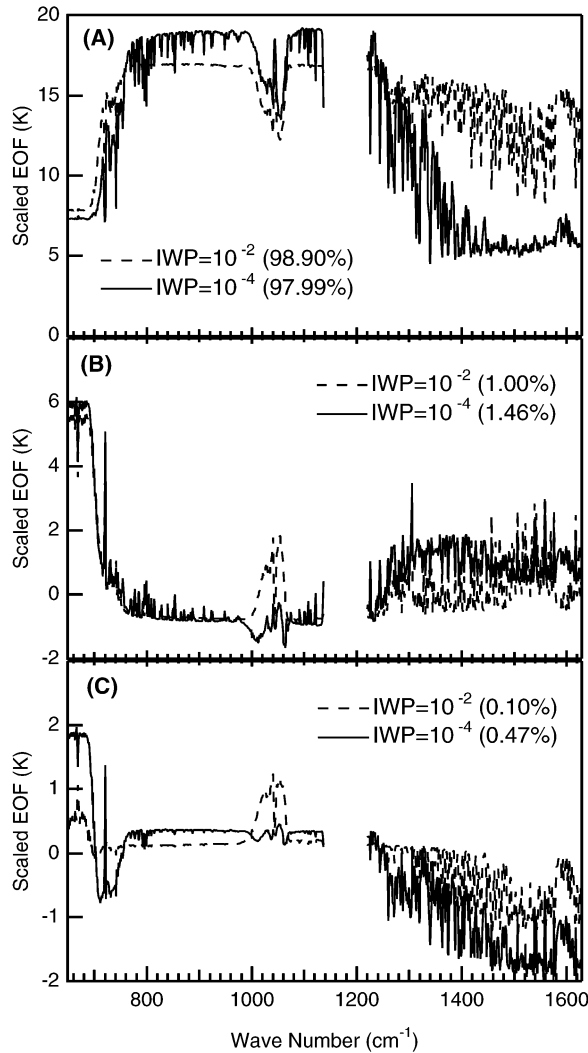 20
(A)
15
10
5
0
Scaled EOF (K)
IWP=10⁻² (98.90%)
IWP=10⁻⁴ (97.99%)
(B)
6
4
2
0
-2
Scaled EOF (K)
IWP=10⁻² (1.00%)
IWP=10⁻⁴ (1.46%)
(C)
2
1
0
-1
-2
Scaled EOF (K)
IWP=10⁻² (0.10%)
IWP=10⁻⁴ (0.47%)
800 1000 1200 1400 1600
Wave Number (cm⁻¹)